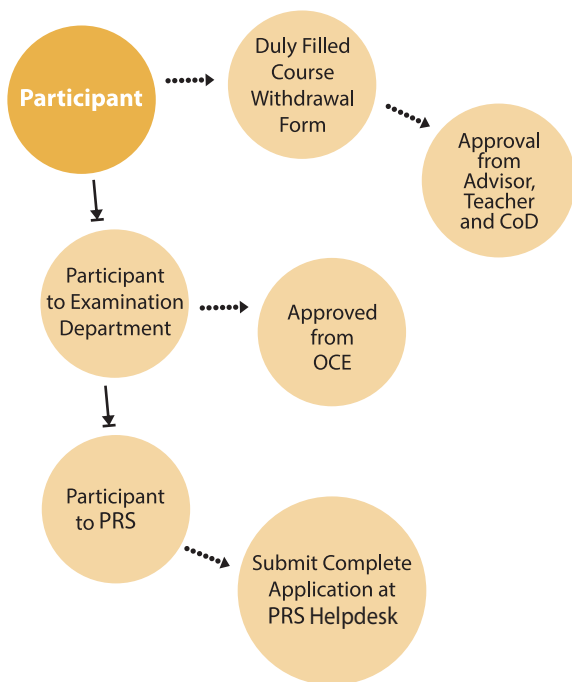 Participant
Duly Filled
Course
Withdrawal
Form
Approval
from
Advisor,
Teacher
and CoD
Participant
to Examination
Department
Approved
from
OCE
Participant
to PRS
Submit Complete
Application at
PRS Helpdesk